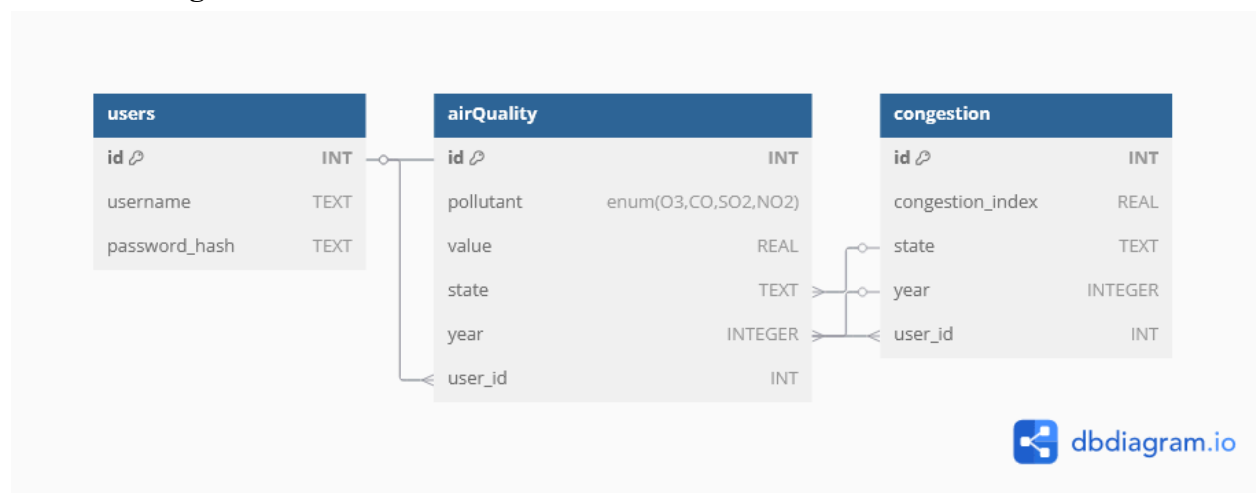 users
id INT
username TEXT
password_hash TEXT
airQuality
id INT
pollutant enum(O3,CO,SO2,NO2)
value REAL
state TEXT
year INTEGER
user_id INT
congestion
id INT
congestion_index REAL
state TEXT
year INTEGER
user_id INT
dbdiagram.io